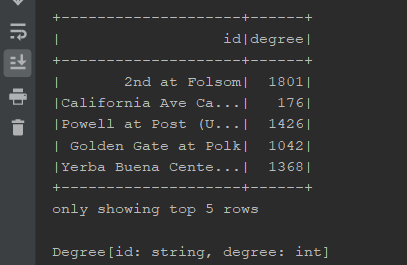 +--------------------+------+
|                  id|degree|
+--------------------+------+
|       2nd at Folsom|  1801|
|California Ave Ca...|   176|
|Powell at Post (U...|  1426|
| Golden Gate at Polk|  1042|
|Yerba Buena Cente...|  1368|
+--------------------+------+
only showing top 5 rows
Degree[id: string, degree: int]